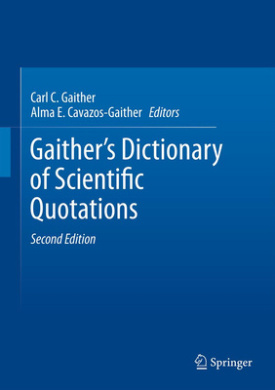 Carl C. Gaither
Alma E. Cavazos-Gaither Editors
Gaither’s Dictionary
of Scientific
Quotations
Second Edition
Springer